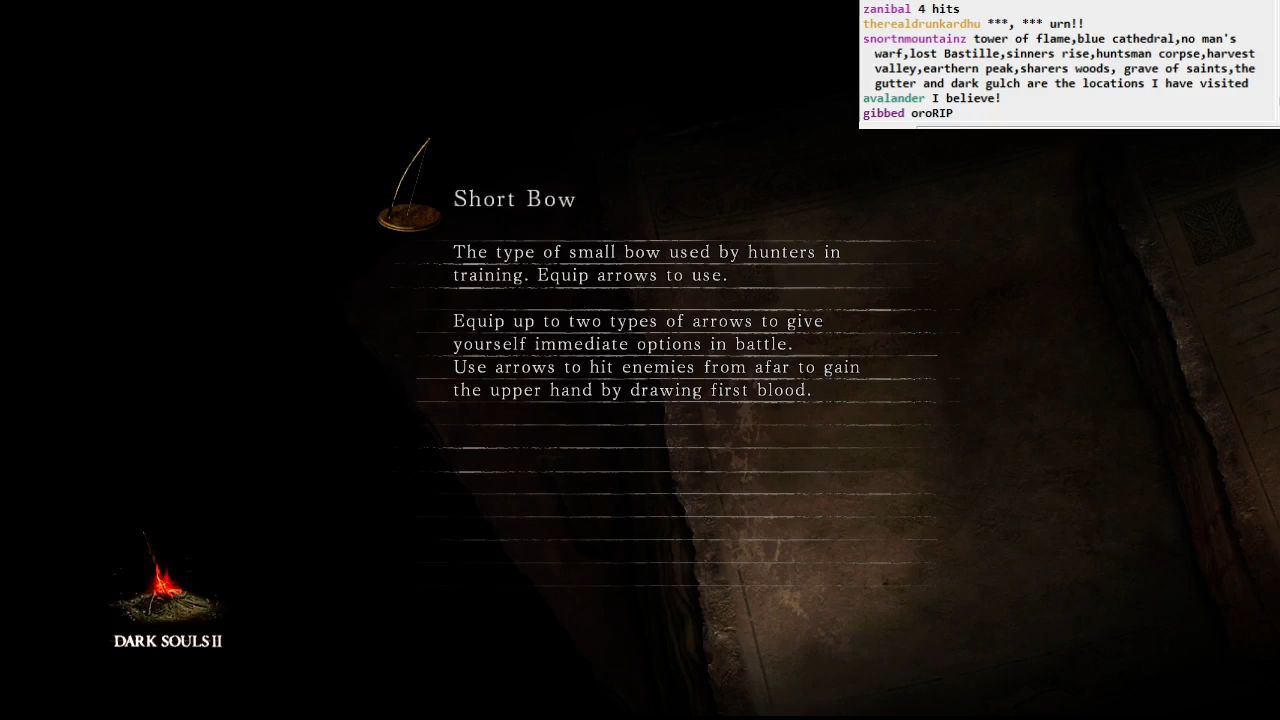 zanibal 4 hits
therealdrunkardhu ***, *** urn!!
snortnmountainz tower of flame,blue cathedral,no man's
warf,lost Bastille,sinners rise,huntsman corpse,harvest
valley,earthern peak,sharers woods, grave of saints,the
gutter and dark gulch are the locations I have visited
avalander I believe!
gibbed oroRIP
Short Bow
The type of small bow used by hunters in
training. Equip arrows to use.
Equip up to two types of arrows to give
yourself immediate options in battle.
Use arrows to hit enemies from afar to gain
the upper hand by drawing first blood.
DARK SOULS II